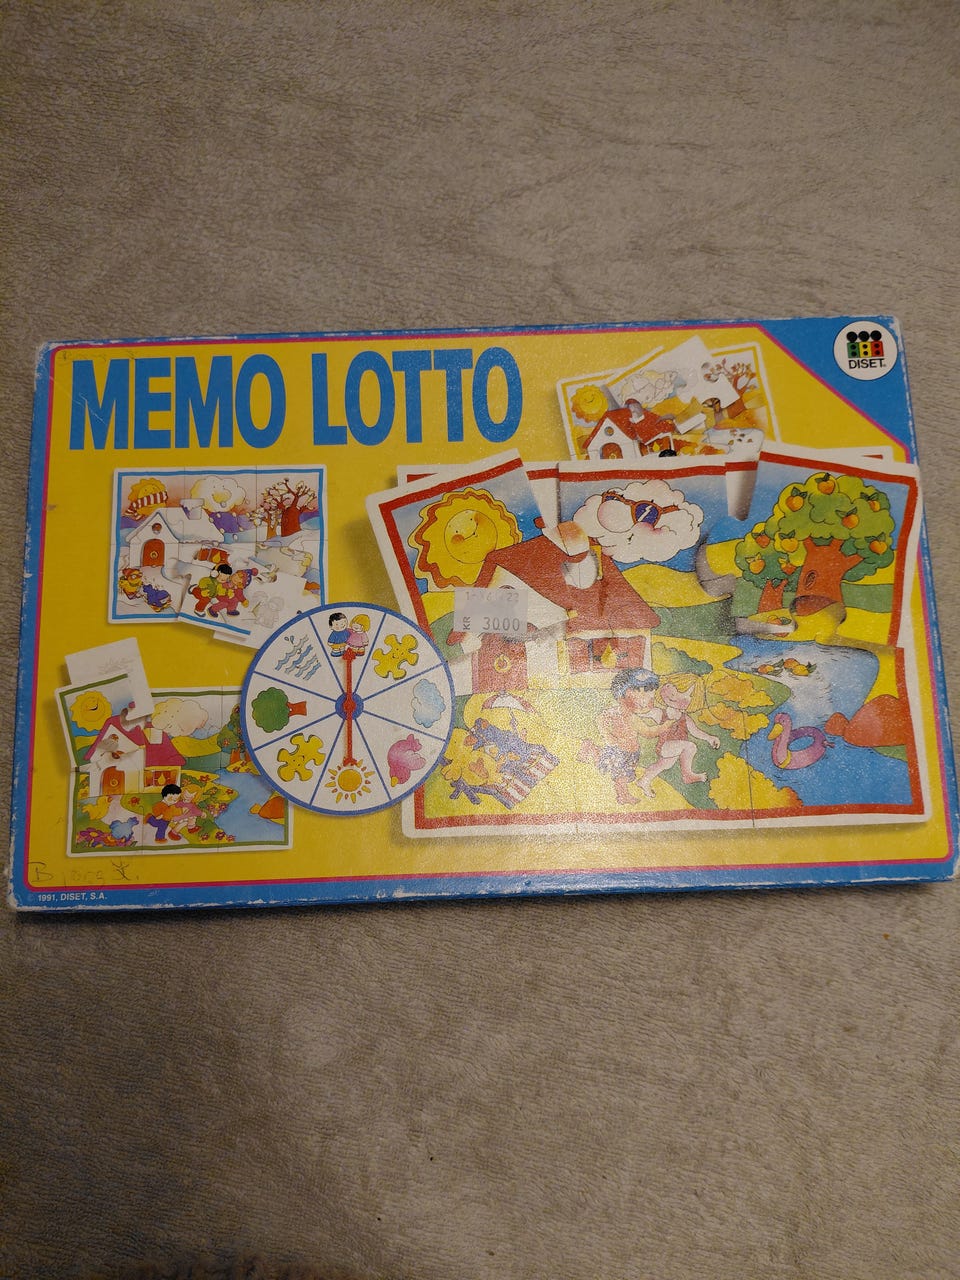 MEMO LOTTO
DISET
KR 30.00
© 1991, DISET, S.A.